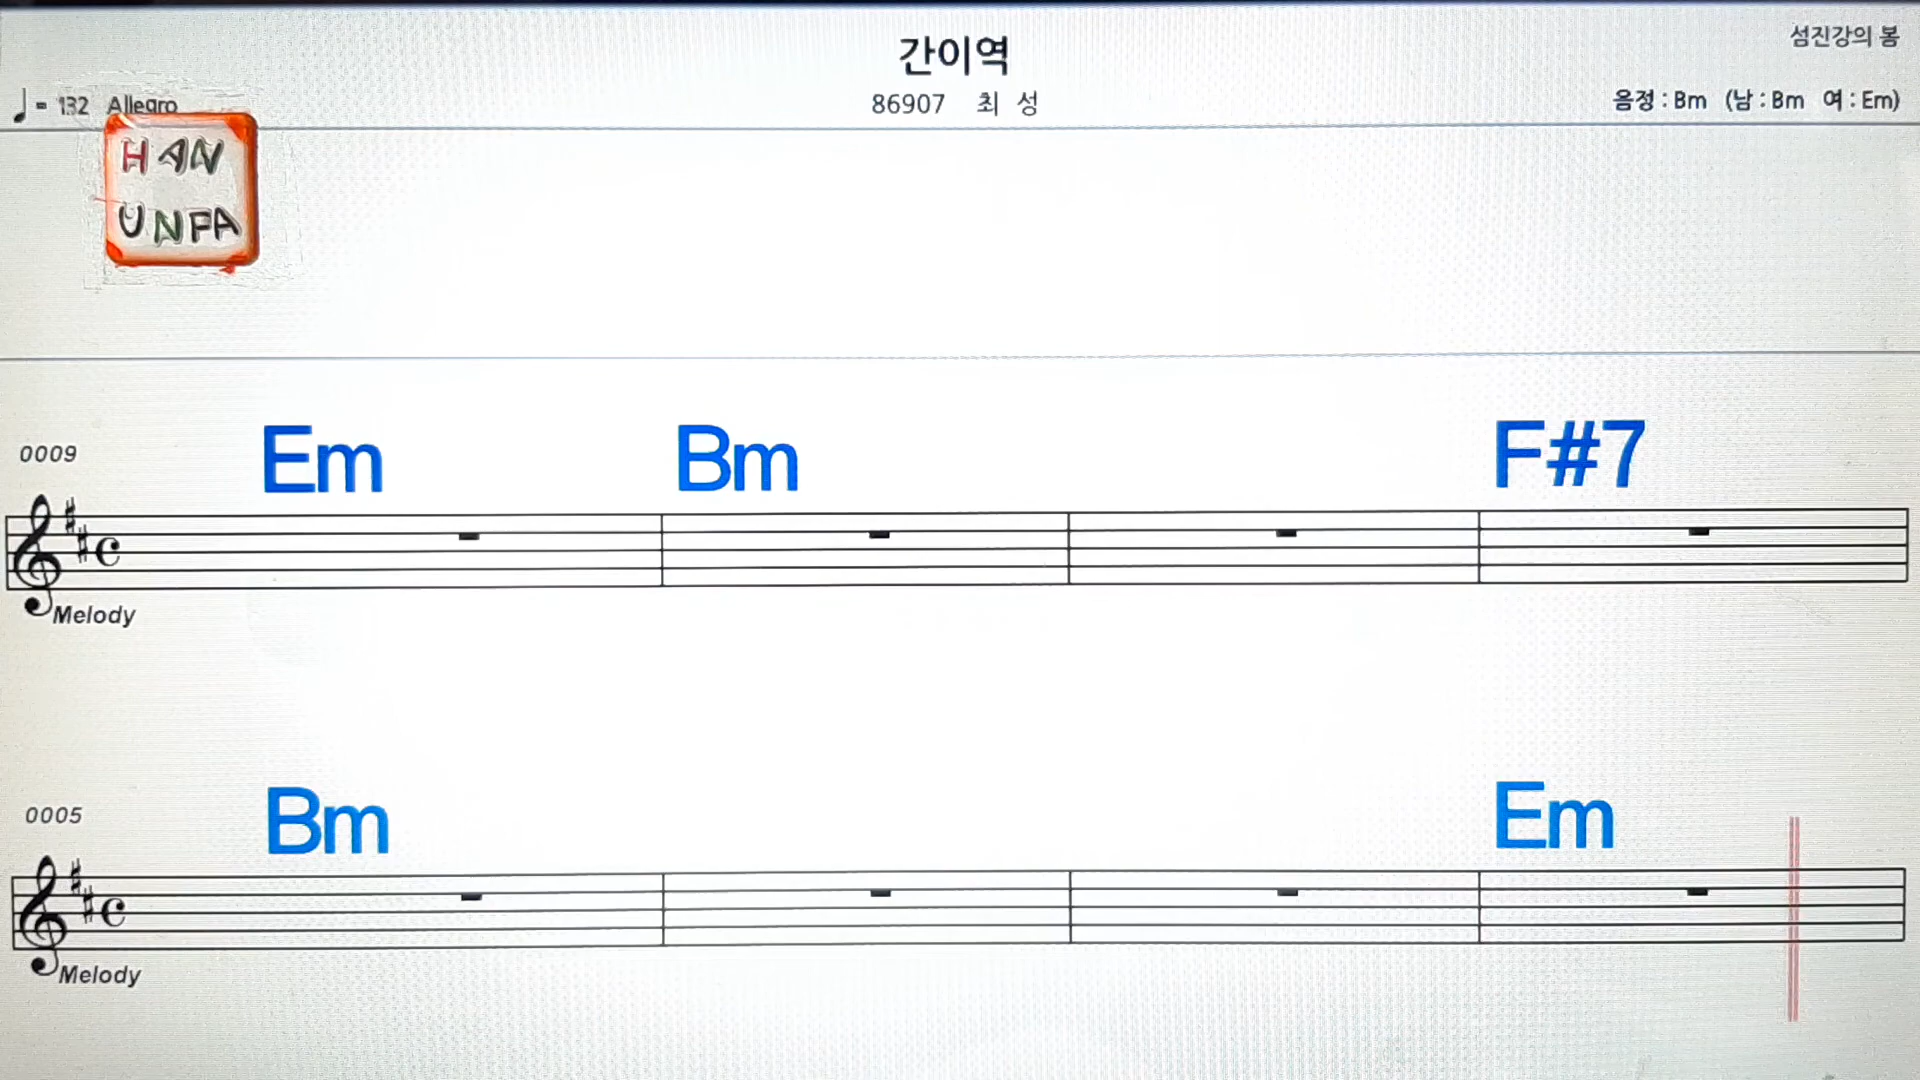 섬진강의 봄
간이역
♩ = 132 Allegro
86907 최 성
음정 : Bm (남 : Bm 여 : Em)
HAN
UNFA
0009 Em Bm F#7
Melody
0005 Bm Em
Melody